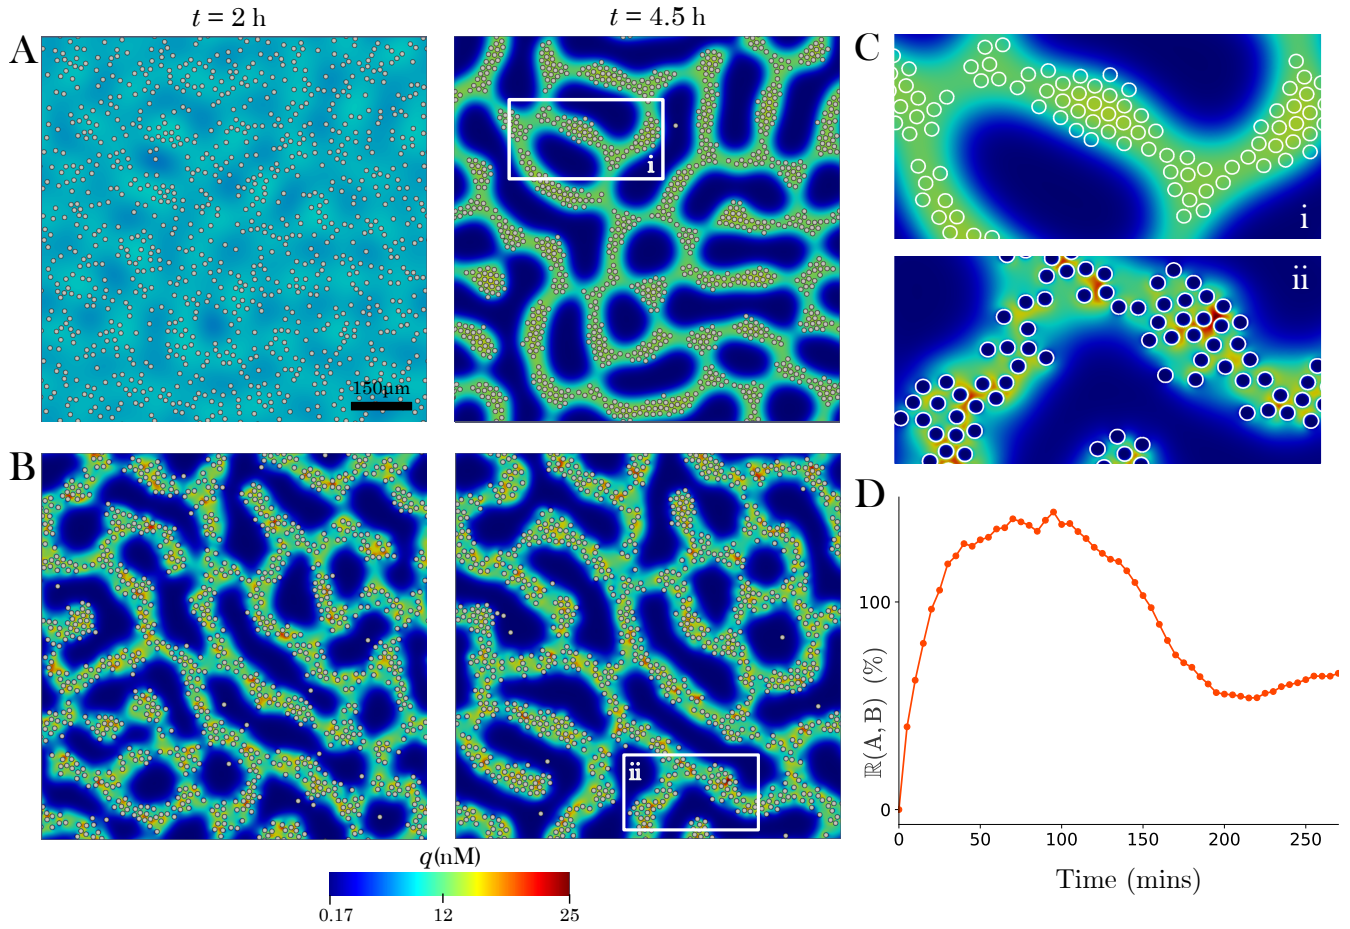 t = 2 h
t = 4.5 h
A
150μm
i
C
i
ii
B
ii
D
ℝ(A,B) (%)
100
0
0
50
100
150
200
250
Time (mins)
q(nM)
0.17
12
25